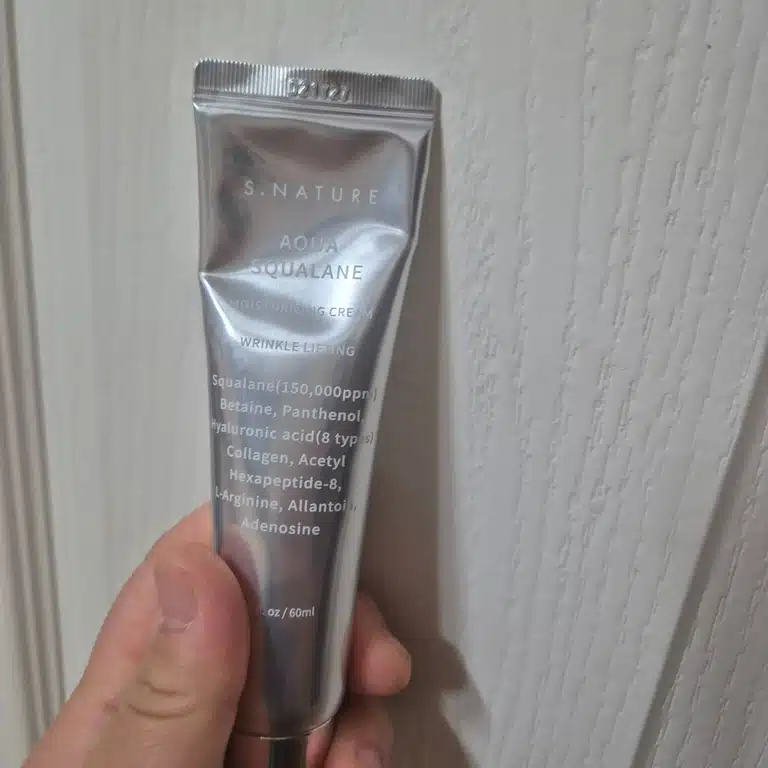 S.NATURE
AQUA
SQUALANE
MOISTURIZING CREAM
WRINKLE LIFTING
Squalane(150,000ppm)
Betaine, Panthenol,
Hyaluronic acid(8 types)
Collagen, Acetyl
Hexapeptide-8,
L-Arginine, Allantoin,
Adenosine
oz / 60ml